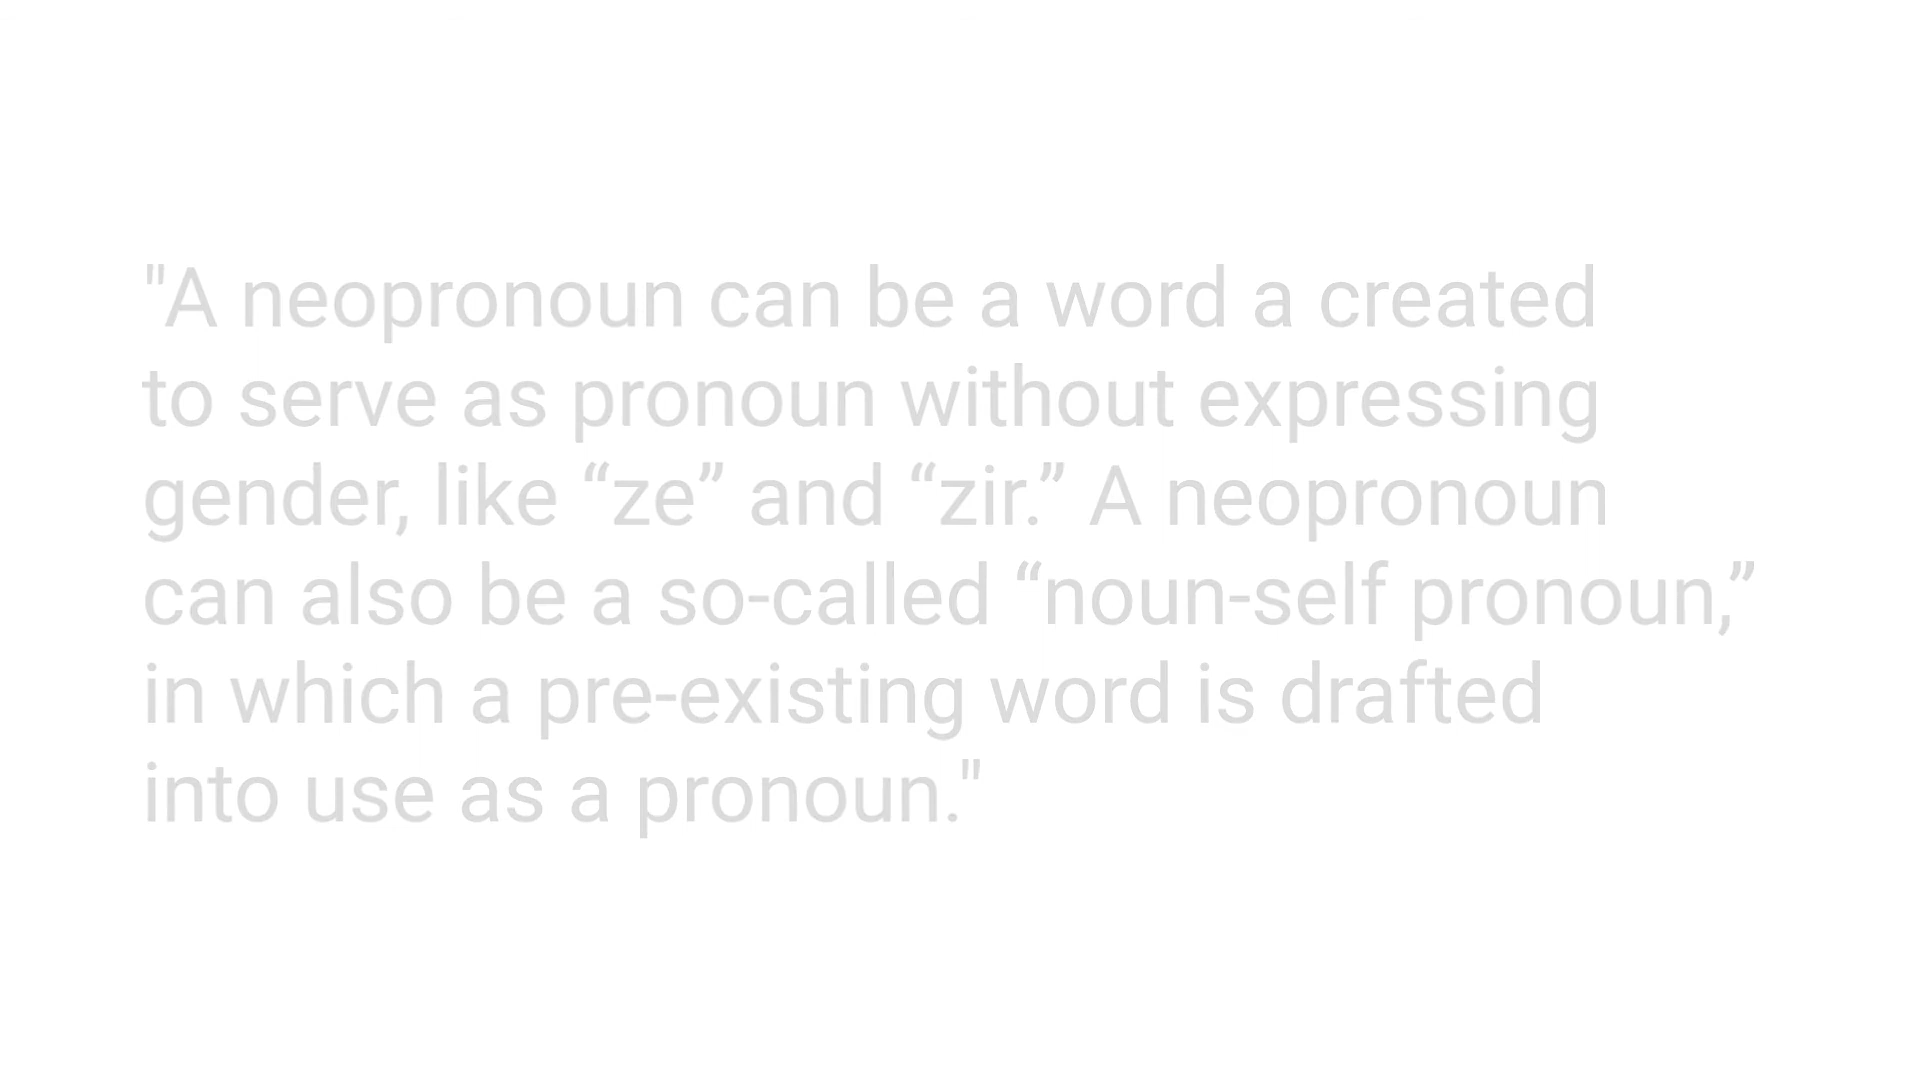 "A neopronoun can be a word a created
to serve as pronoun without expressing
gender, like “ze” and “zir.” A neopronoun
can also be a so-called “noun-self pronoun,”
in which a pre-existing word is drafted
into use as a pronoun."